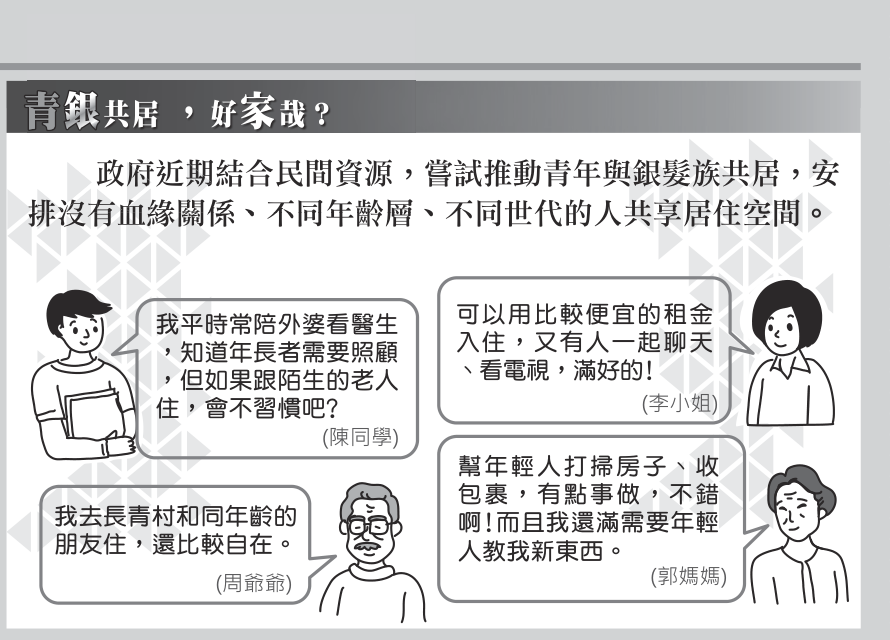 青銀共居，好家哉？
政府近期結合民間資源，嘗試推動青年與銀髮族共居，安
排沒有血緣關係、不同年齡層、不同世代的人共享居住空間。
我平時常陪外婆看醫生
，知道年長者需要照顧
，但如果跟陌生的老人
住，會不習慣吧?
(陳同學)
可以用比較便宜的租金
入住，又有人一起聊天
、看電視，滿好的!
(李小姐)
我去長青村和同年齡的
朋友住，還比較自在。
(周爺爺)
幫年輕人打掃房子、收
包裹，有點事做，不錯
啊!而且我還滿需要年輕
人教我新東西。
(郭媽媽)